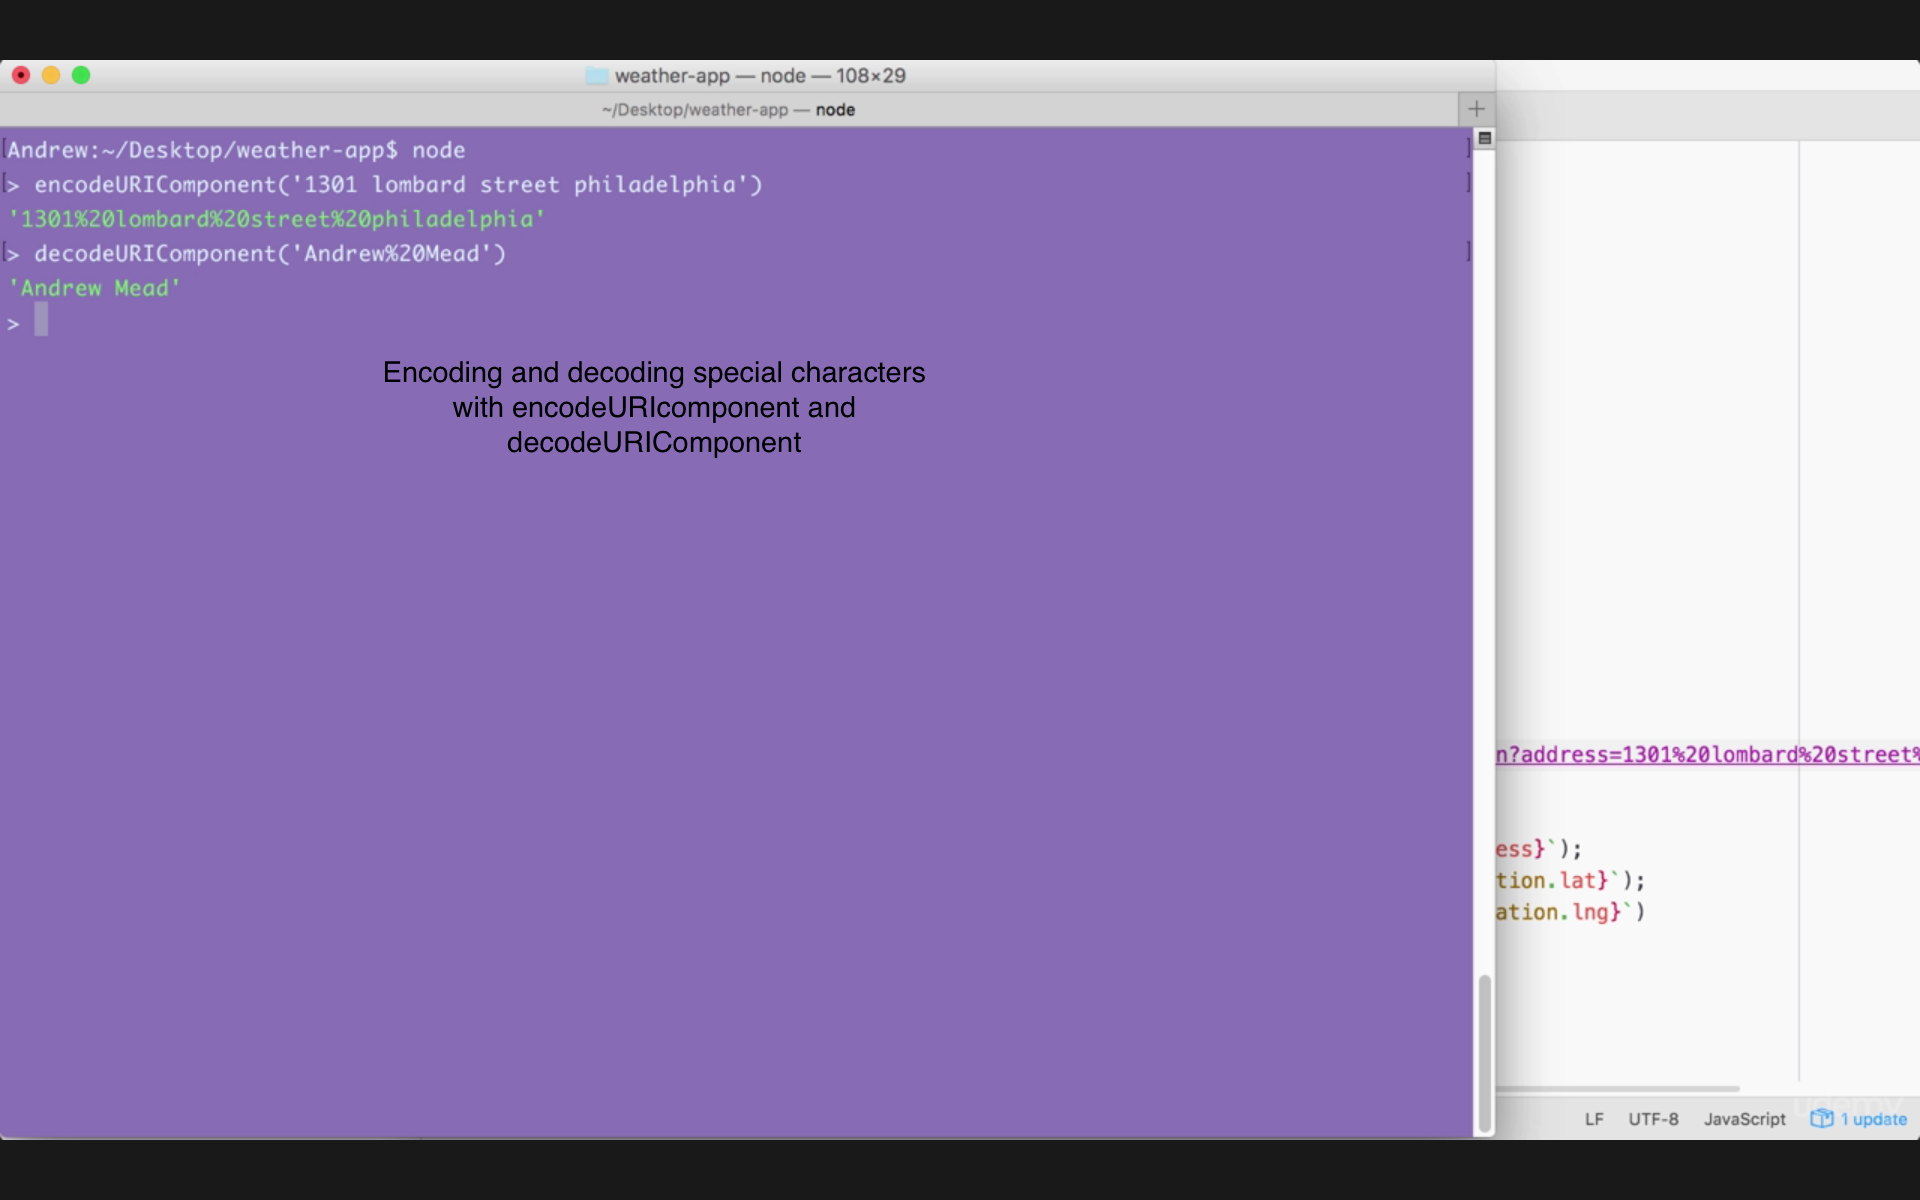 weather-app — node — 108×29
~/Desktop/weather-app — node
Andrew:~/Desktop/weather-app$ node
> encodeURIComponent('1301 lombard street philadelphia')
'1301%20lombard%20street%20philadelphia'
> decodeURIComponent('Andrew%20Mead')
'Andrew Mead'
>
Encoding and decoding special characters
with encodeURIcomponent and
decodeURIComponent
n?address=1301%20lombard%20street%
ess}`);
tion.lat}`);
ation.lng}`)
LF UTF-8 JavaScript 1 update
udemy